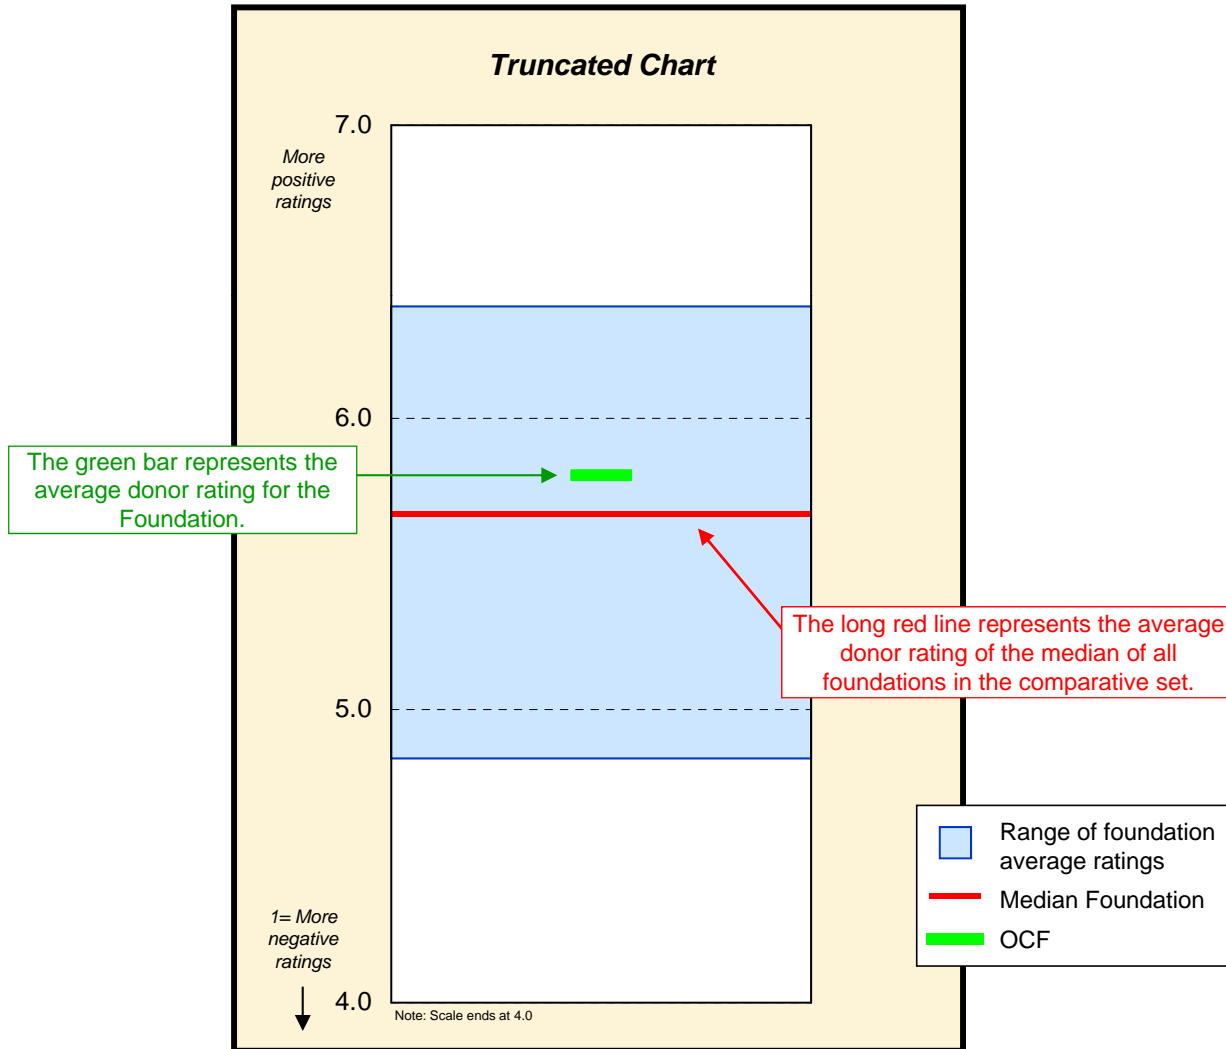 Truncated Chart
7.0
More
positive
ratings
6.0
The green bar represents the
average donor rating for the
Foundation.
The long red line represents the average
donor rating of the median of all
foundations in the comparative set.
5.0
Range of foundation
average ratings
Median Foundation
OCF
1= More
negative
ratings
4.0
Note: Scale ends at 4.0